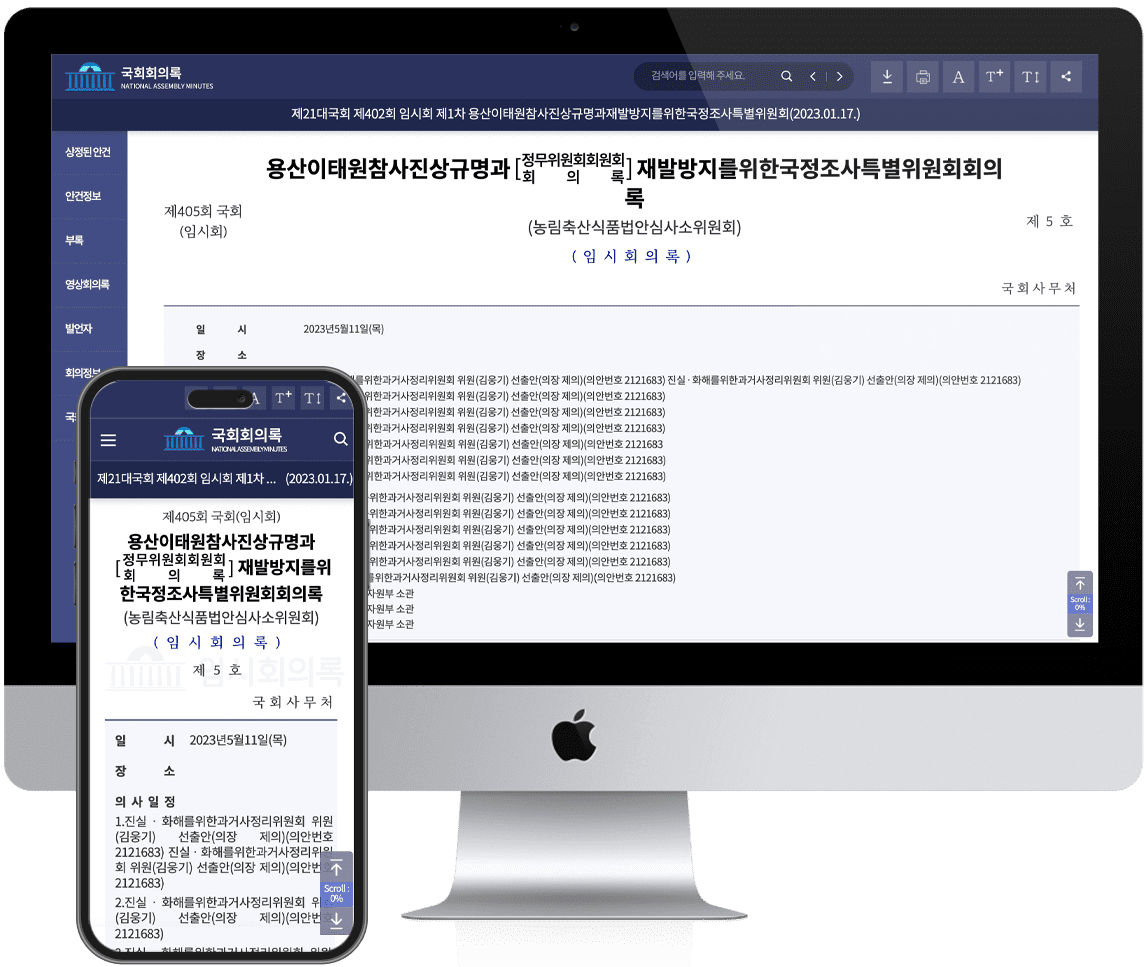 국회회의록
NATIONAL ASSEMBLY MINUTES
검색어를 입력해 주세요.
A T+ T↕
제21대국회 제402회 임시회 제1차 용산이태원참사진상규명과재발방지를위한국정조사특별위원회(2023.01.17.)
상정된 안건
안건정보
부록
영상회의록
발언자
회의정보
용산이태원참사진상규명과 [정무위원회회원회 회 의 록] 재발방지를위한국정조사특별위원회회의
록
제405회 국회
(임시회)
(농림축산식품법안심사소위원회)
제 5 호
(임시회의록)
국회사무처
일 시 2023년5월11일(목)
장 소
를위한과거사정리위원회 위원(김웅기) 선출안(의장 제의)(의안번호 2121683) 진실 · 화해를위한과거사정리위원회 위원(김웅기) 선출안(의장 제의)(의안번호 2121683)
위한과거사정리위원회 위원(김웅기) 선출안(의장 제의)(의안번호 2121683)
위한과거사정리위원회 위원(김웅기) 선출안(의장 제의)(의안번호 2121683)
위한과거사정리위원회 위원(김웅기) 선출안(의장 제의)(의안번호 2121683)
위한과거사정리위원회 위원(김웅기) 선출안(의장 제의)(의안번호 2121683
위한과거사정리위원회 위원(김웅기) 선출안(의장 제의)(의안번호 2121683)
위한과거사정리위원회 위원(김웅기) 선출안(의장 제의)(의안번호 2121683)
위한과거사정리위원회 위원(김웅기) 선출안(의장 제의)(의안번호 2121683)
위한과거사정리위원회 위원(김웅기) 선출안(의장 제의)(의안번호 2121683)
위한과거사정리위원회 위원(김웅기) 선출안(의장 제의)(의안번호 2121683)
위한과거사정리위원회 위원(김웅기) 선출안(의장 제의)(의안번호 2121683)
위한과거사정리위원회 위원(김웅기) 선출안(의장 제의)(의안번호 2121683)
를위한과거사정리위원회 위원(김웅기) 선출안(의장 제의)(의안번호 2121683)
자원부 소관
자원부 소관
자원부 소관
Scroll :
0%
A T+ T↕
국회회의록
NATIONAL ASSEMBLY MINUTES
제21대국회 제402회 임시회 제1차 ... (2023.01.17.)
제405회 국회(임시회)
용산이태원참사진상규명과
[정무위원회회원회 회 의 록] 재발방지를위
한국정조사특별위원회회의록
(농림축산식품법안심사소위원회)
(임시회의록)
임시회의록
제 5 호
국회사무처
일 시 2023년5월11일(목)
장 소
의사일정
1.진실 · 화해를위한과거사정리위원회 위원
(김웅기) 선출안(의장 제의)(의안번호
2121683) 진실 · 화해를위한과거사정리위원
회 위원(김웅기) 선출안(의장 제의)(의안번호
2121683)
2.진실 · 화해를위한과거사정리위원회 위원
(김웅기) 선출안(의장 제의)(의안번호
2121683)
Scroll :
0%